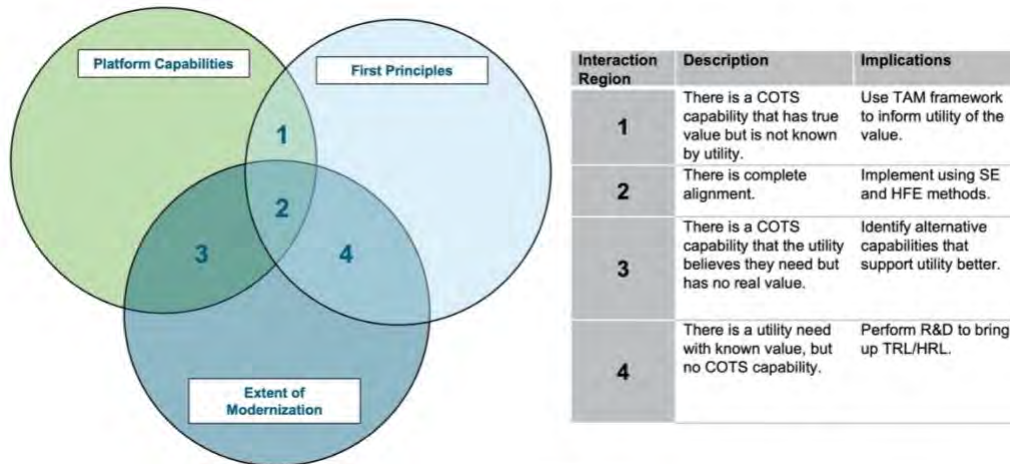 Platform Capabilities
First Principles
1
2
3
4
Extent of
Modernization
Interaction
Region
Description
Implications
1
There is a COTS
capability that has true
value but is not known
by utility.
Use TAM framework
to inform utility of the
value.
2
There is complete
alignment.
Implement using SE
and HFE methods.
3
There is a COTS
capability that the utility
believes they need but
has no real value.
Identify alternative
capabilities that
support utility better.
4
There is a utility need
with known value, but
no COTS capability.
Perform R&D to bring
up TRL/HRL.